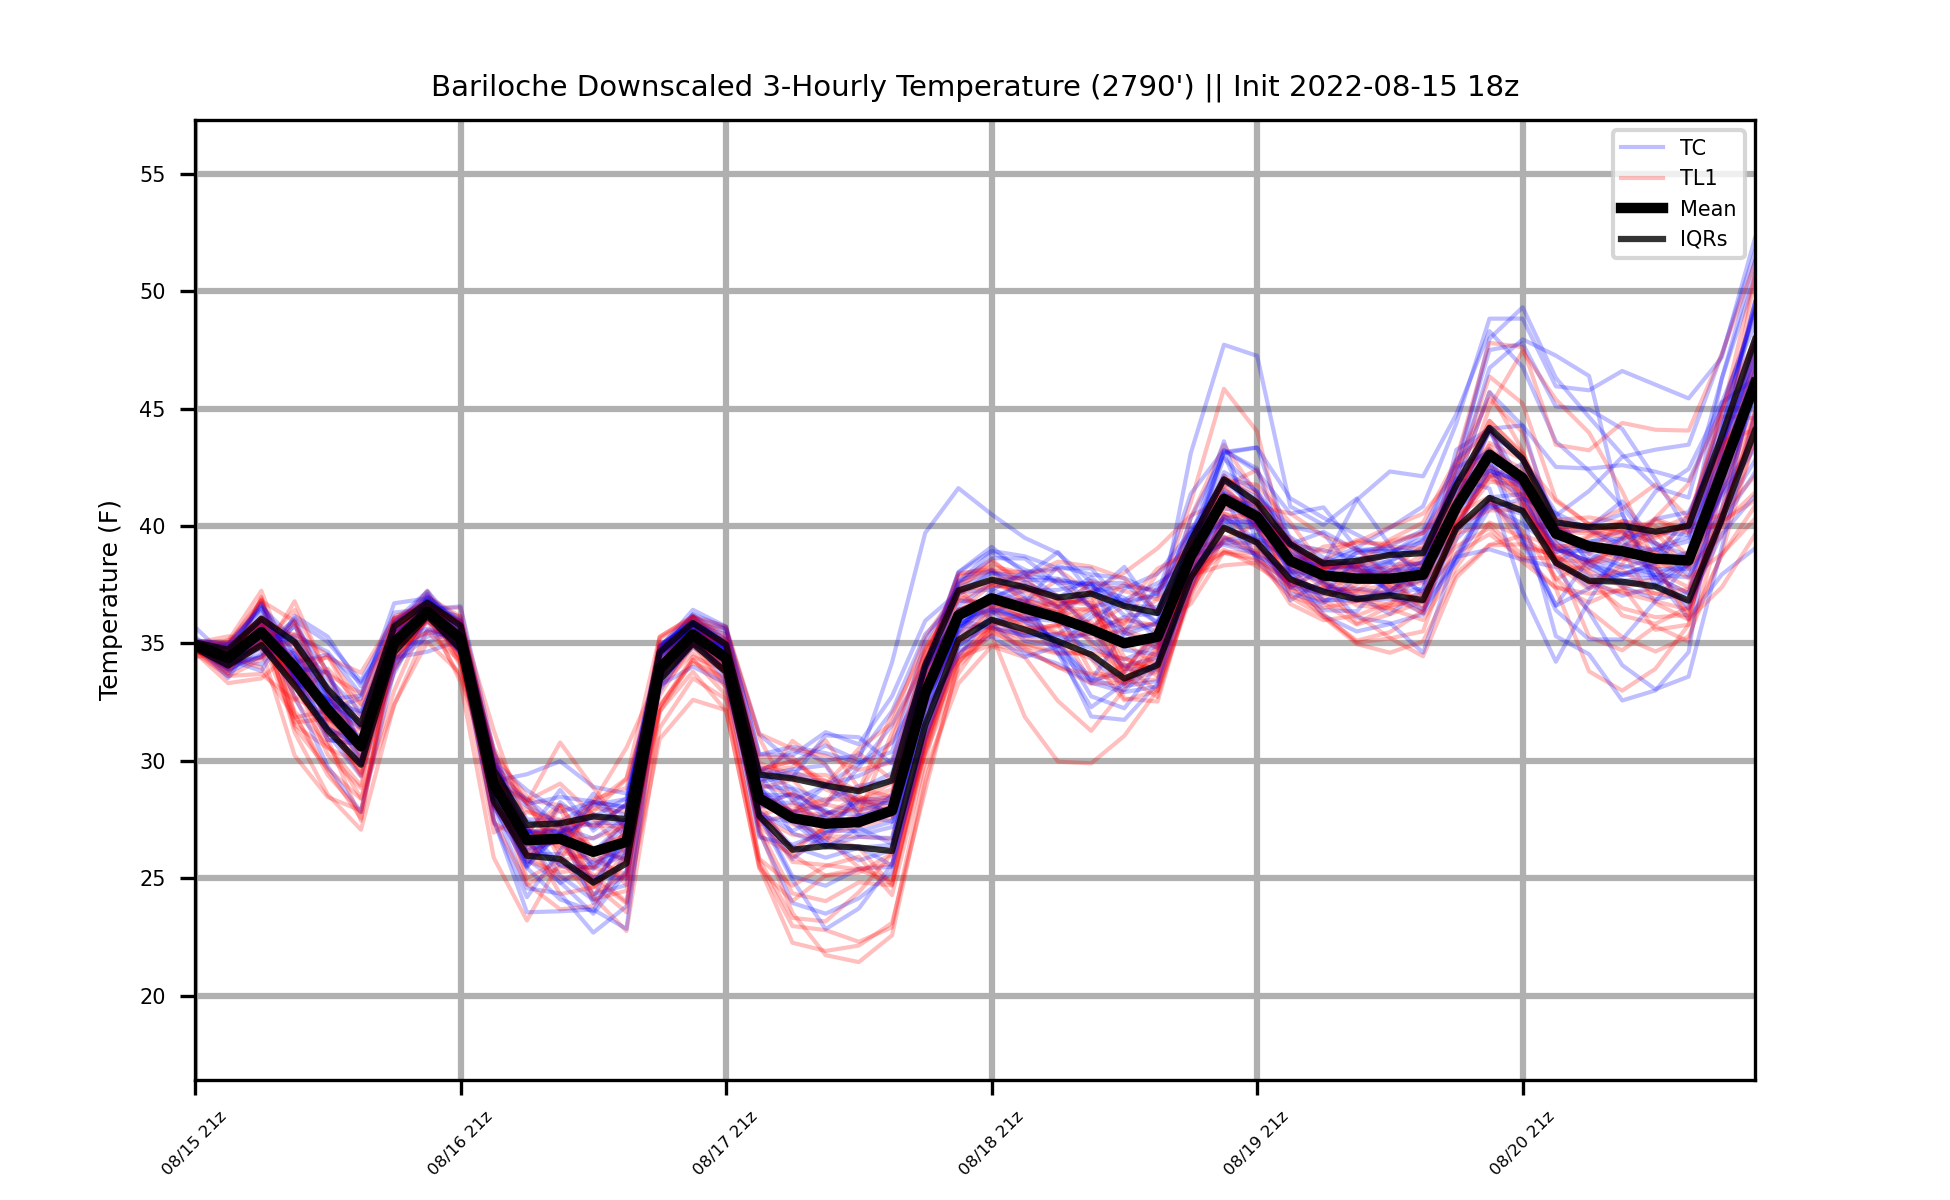 Bariloche Downscaled 3-Hourly Temperature (2790') || Init 2022-08-15 18z
TC
TL1
Mean
IQRs
Temperature (F)
55
50
45
40
35
30
25
20
08/15 21z
08/16 21z
08/17 21z
08/18 21z
08/19 21z
08/20 21z